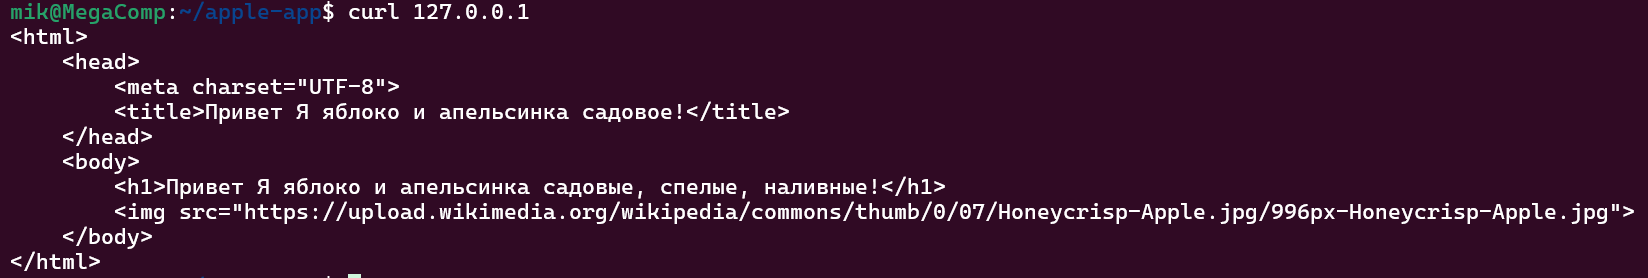 mik@MegaComp:~/apple-app$ curl 127.0.0.1
<html>
    <head>
        <meta charset="UTF-8">
        <title>Привет Я яблоко и апельсинка садовое!</title>
    </head>
    <body>
        <h1>Привет Я яблоко и апельсинка садовые, спелые, наливные!</h1>
        <img src="https://upload.wikimedia.org/wikipedia/commons/thumb/0/07/Honeycrisp-Apple.jpg/996px-Honeycrisp-Apple.jpg">
    </body>
</html>